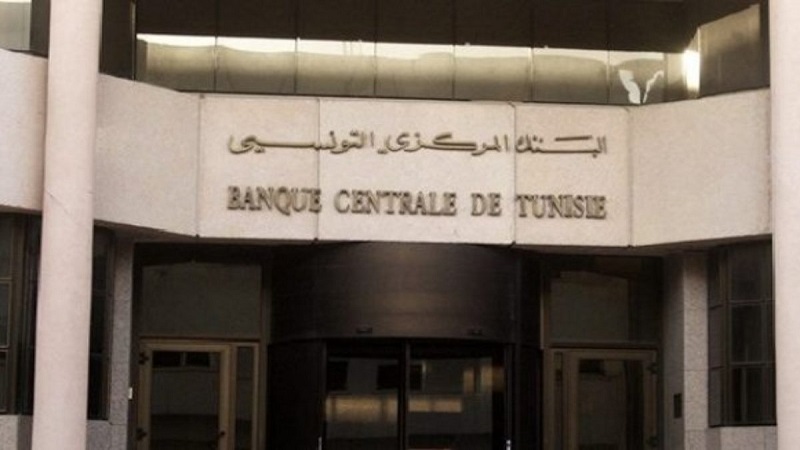 البنك المركزي التونسي
BANQUE CENTRALE DE TUNISIE